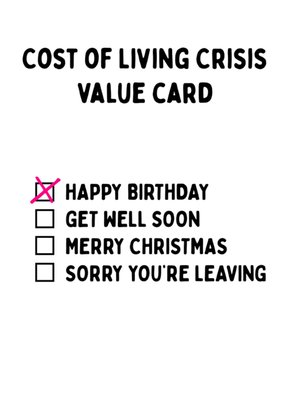 COST OF LIVING CRISIS
VALUE CARD
HAPPY BIRTHDAY
GET WELL SOON
MERRY CHRISTMAS
SORRY YOU'RE LEAVING